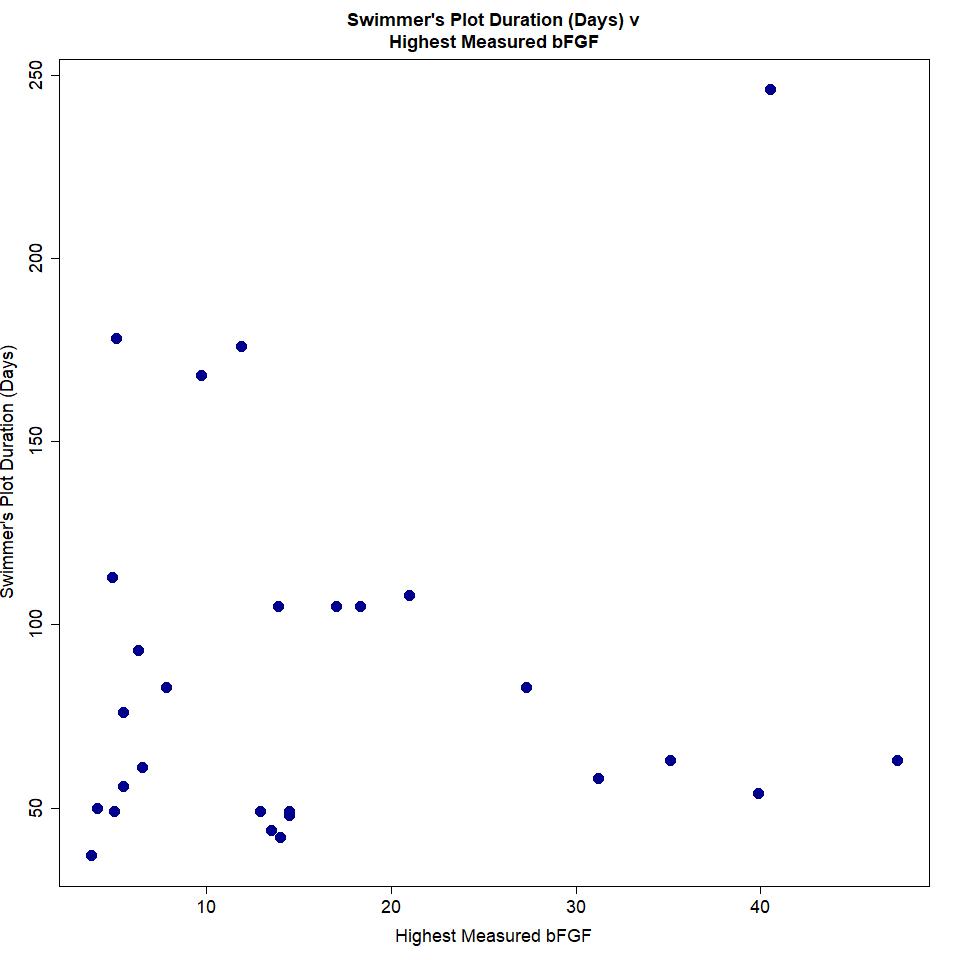 Swimmer's Plot Duration (Days) v
Highest Measured bFGF
Swimmer's Plot Duration (Days)
250
200
150
100
50
10 20 30 40
Highest Measured bFGF